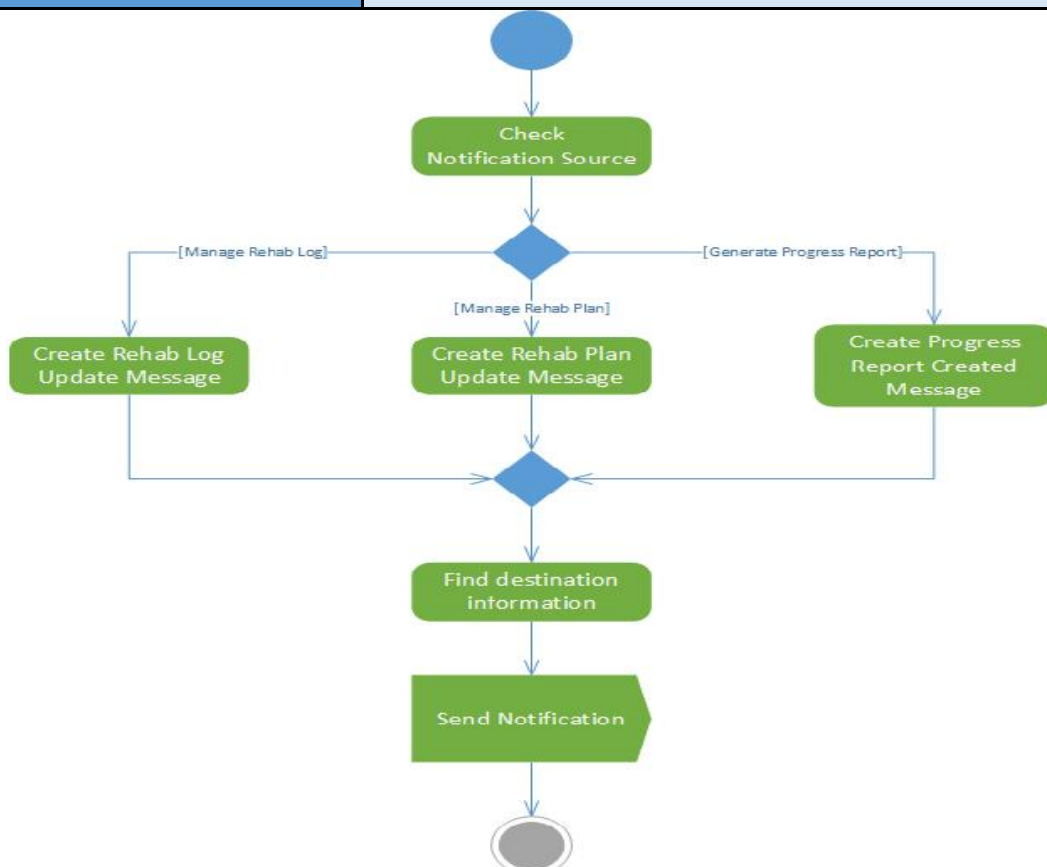 Check
Notification Source
[Manage Rehab Log]
[Generate Progress Report]
[Manage Rehab Plan]
Create Rehab Log
Update Message
Create Rehab Plan
Update Message
Create Progress
Report Created
Message
Find destination
information
Send Notification